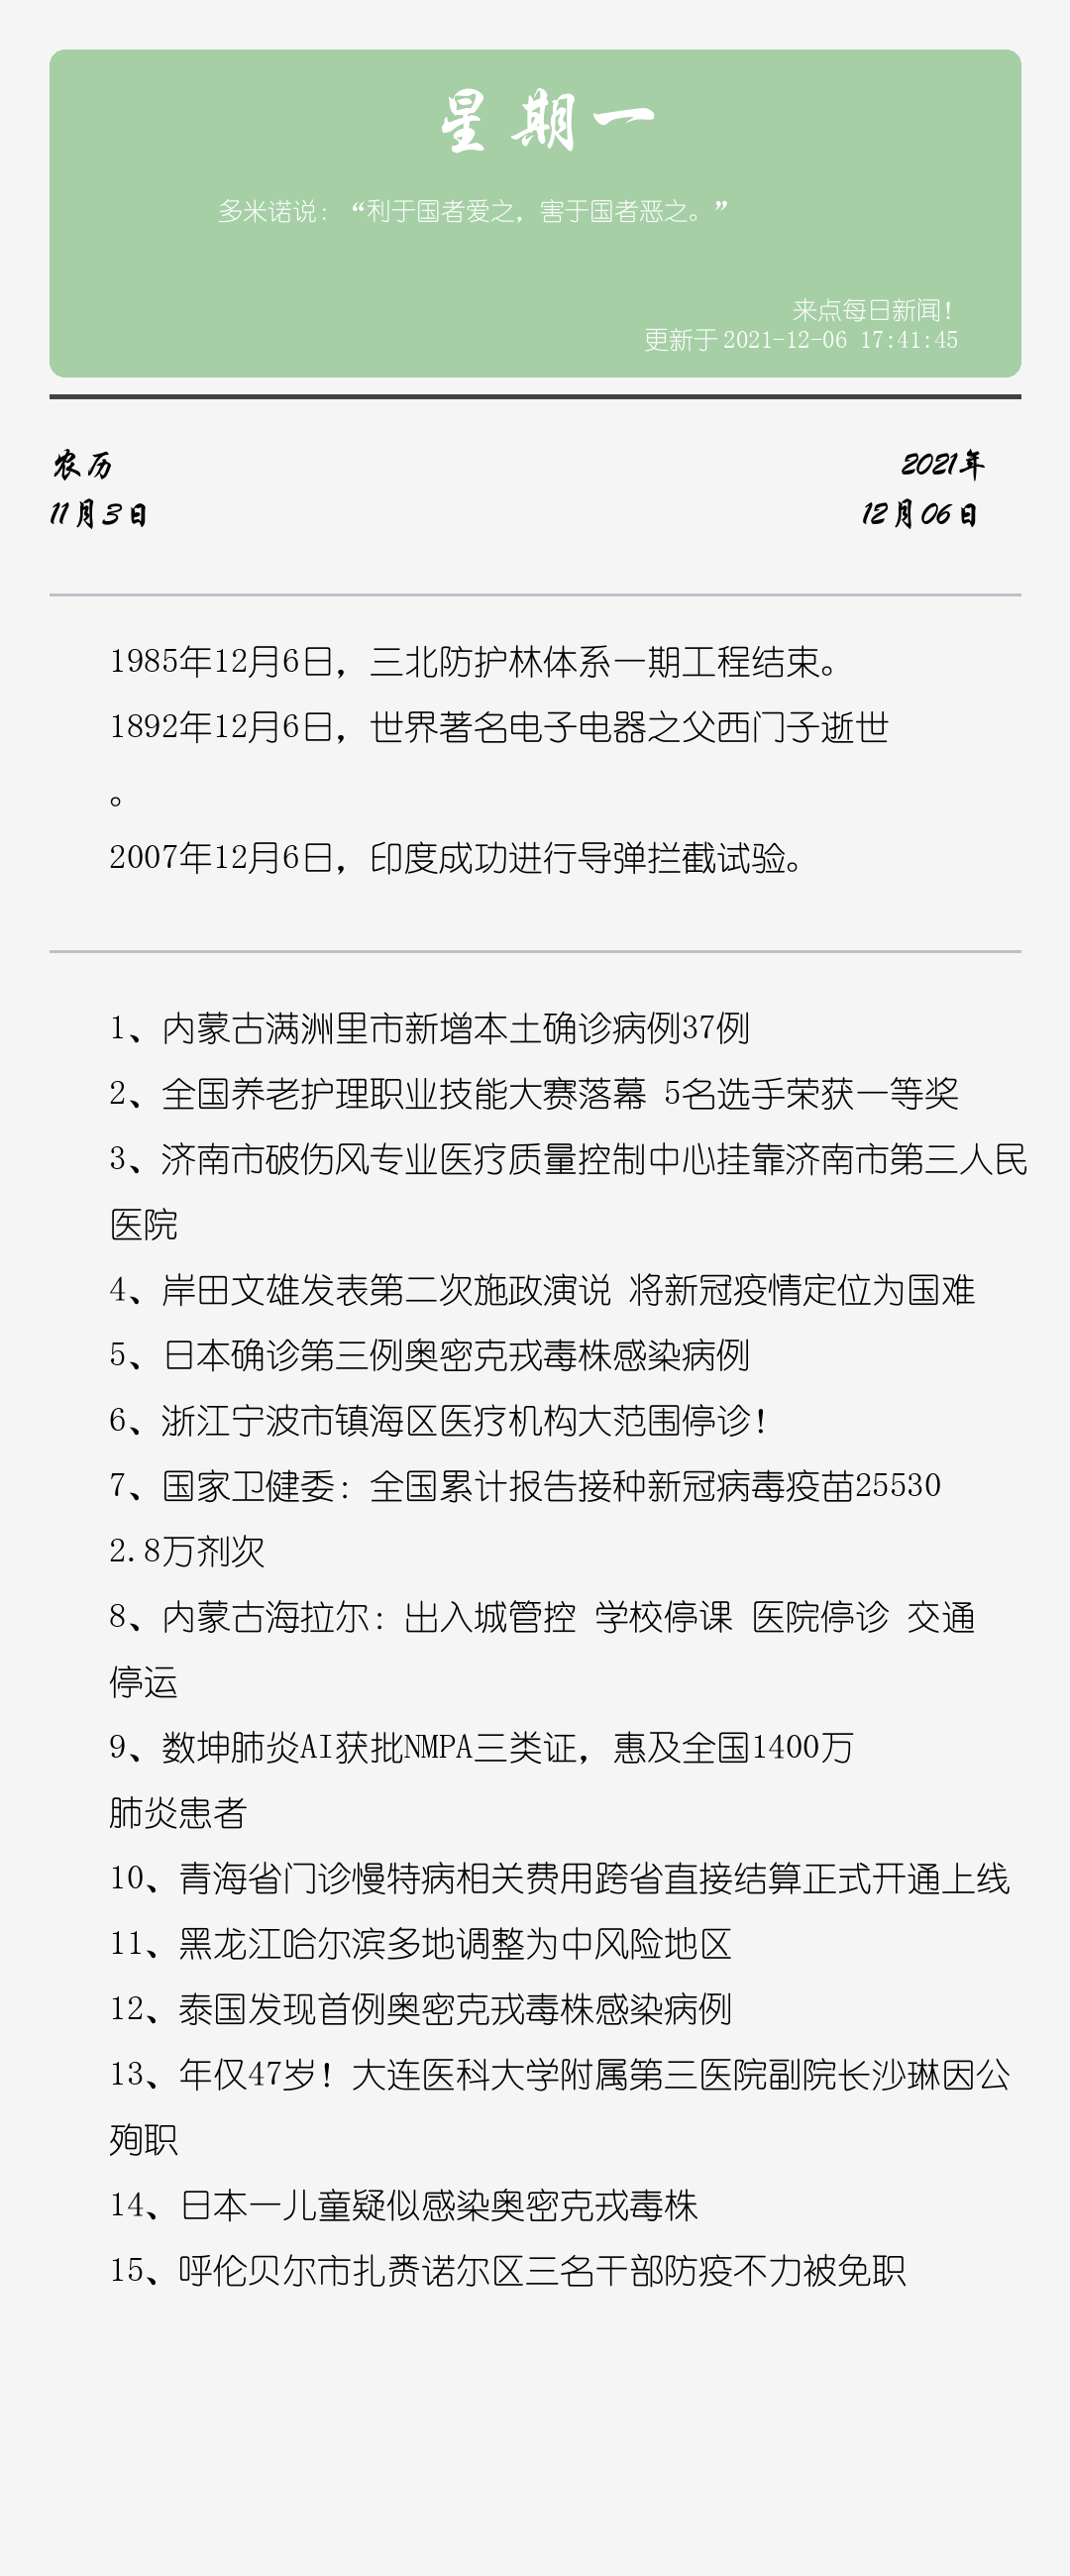 星期一
多米诺说：“利于国者爱之，害于国者恶之。”
来点每日新闻！
更新于2021-12-06 17:41:45
农历
2021年
11月3日
12月06日
1985年12月6日，三北防护林体系一期工程结束。
1892年12月6日，世界著名电子电器之父西门子逝世
。
2007年12月6日，印度成功进行导弹拦截试验。
1、内蒙古满洲里市新增本土确诊病例37例
2、全国养老护理职业技能大赛落幕 5名选手荣获一等奖
3、济南市破伤风专业医疗质量控制中心挂靠济南市第三人民
医院
4、岸田文雄发表第二次施政演说 将新冠疫情定位为国难
5、日本确诊第三例奥密克戎毒株感染病例
6、浙江宁波市镇海区医疗机构大范围停诊！
7、国家卫健委：全国累计报告接种新冠病毒疫苗25530
2.8万剂次
8、内蒙古海拉尔：出入城管控 学校停课 医院停诊 交通
停运
9、数坤肺炎AI获批NMPA三类证，惠及全国1400万
肺炎患者
10、青海省门诊慢特病相关费用跨省直接结算正式开通上线
11、黑龙江哈尔滨多地调整为中风险地区
12、泰国发现首例奥密克戎毒株感染病例
13、年仅47岁！大连医科大学附属第三医院副院长沙琳因公
殉职
14、日本一儿童疑似感染奥密克戎毒株
15、呼伦贝尔市扎赉诺尔区三名干部防疫不力被免职